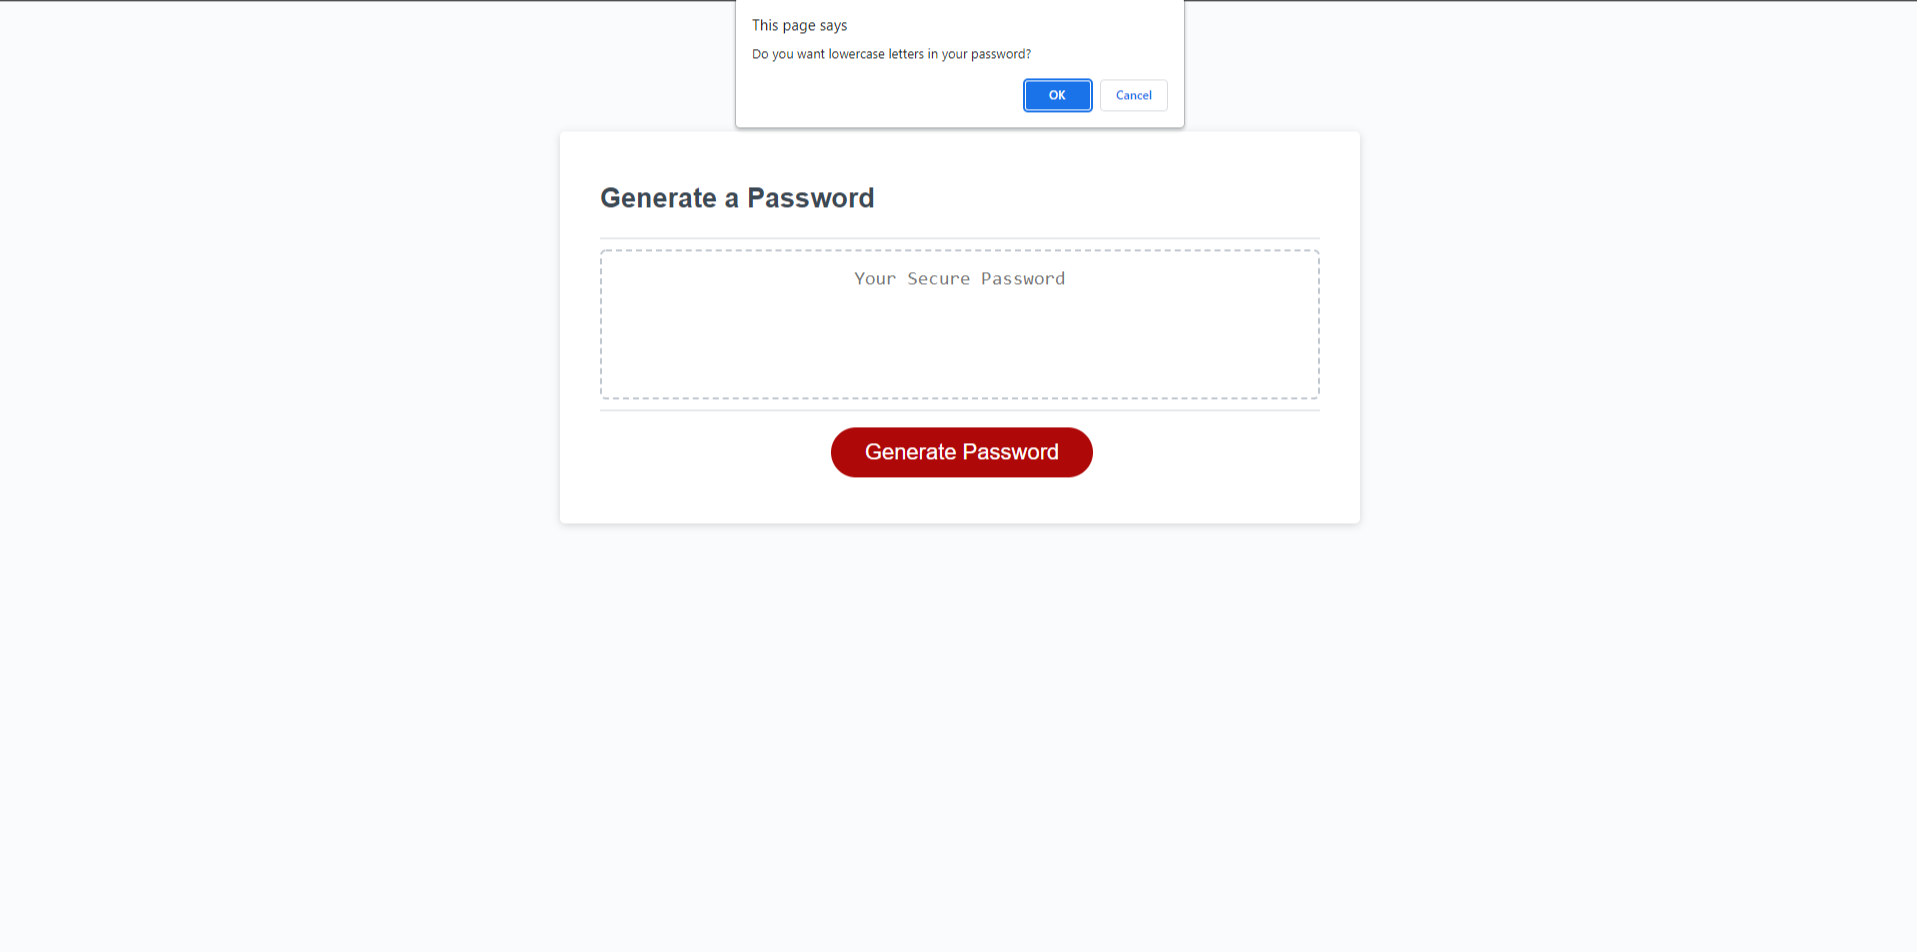 This page says
Do you want lowercase letters in your password?
OK Cancel
Generate a Password
Your Secure Password
Generate Password